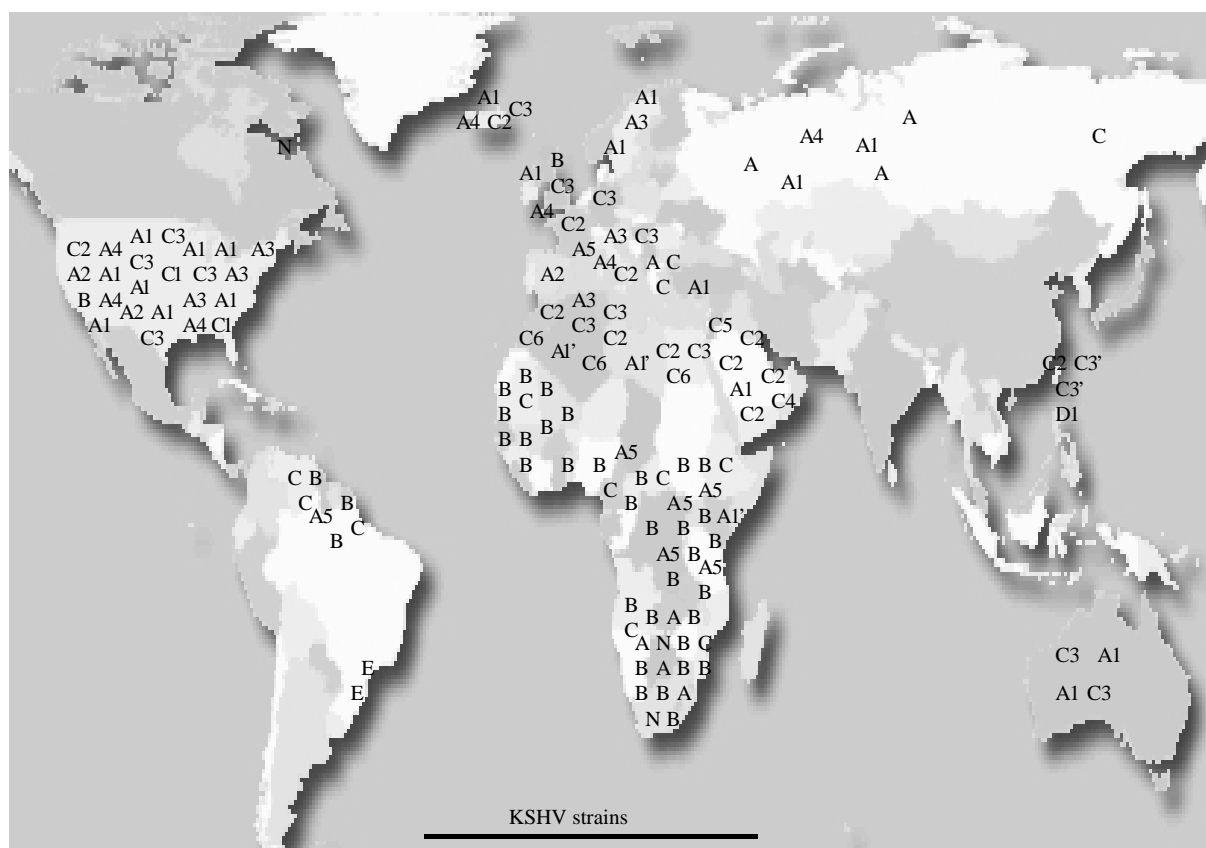 A1 A1
C3
A4 C2 A3
A A4 C
N A1 A1
B A
A1 A A1
C3 C3
A4 C2
A1 C3 A3 C3
C2 A4 A1 A1 A3 A5
C3 A4 A C
A2 A1 Cl C3 A3 A2 C2
A1 C A1
B A4 A3 A1 A3
A2 A1 C2 C3
A1 A4 Cl C3 C5
C3 C6 C2 C2
A1’ C2 C3
C6 A1’ C2 C2 C3’
B C6 C2
B B A1 C3’
C C4
B B C2 D1
B
B B A5
B B B B B C
C B B C
C A5
C B B A5
A5 B A1’
C B B
B B
A5 B
A5
B
B
B
B A B
C
A N B C C3 A1
E B A B B
E B B A A1 C3
N B
KSHV strains